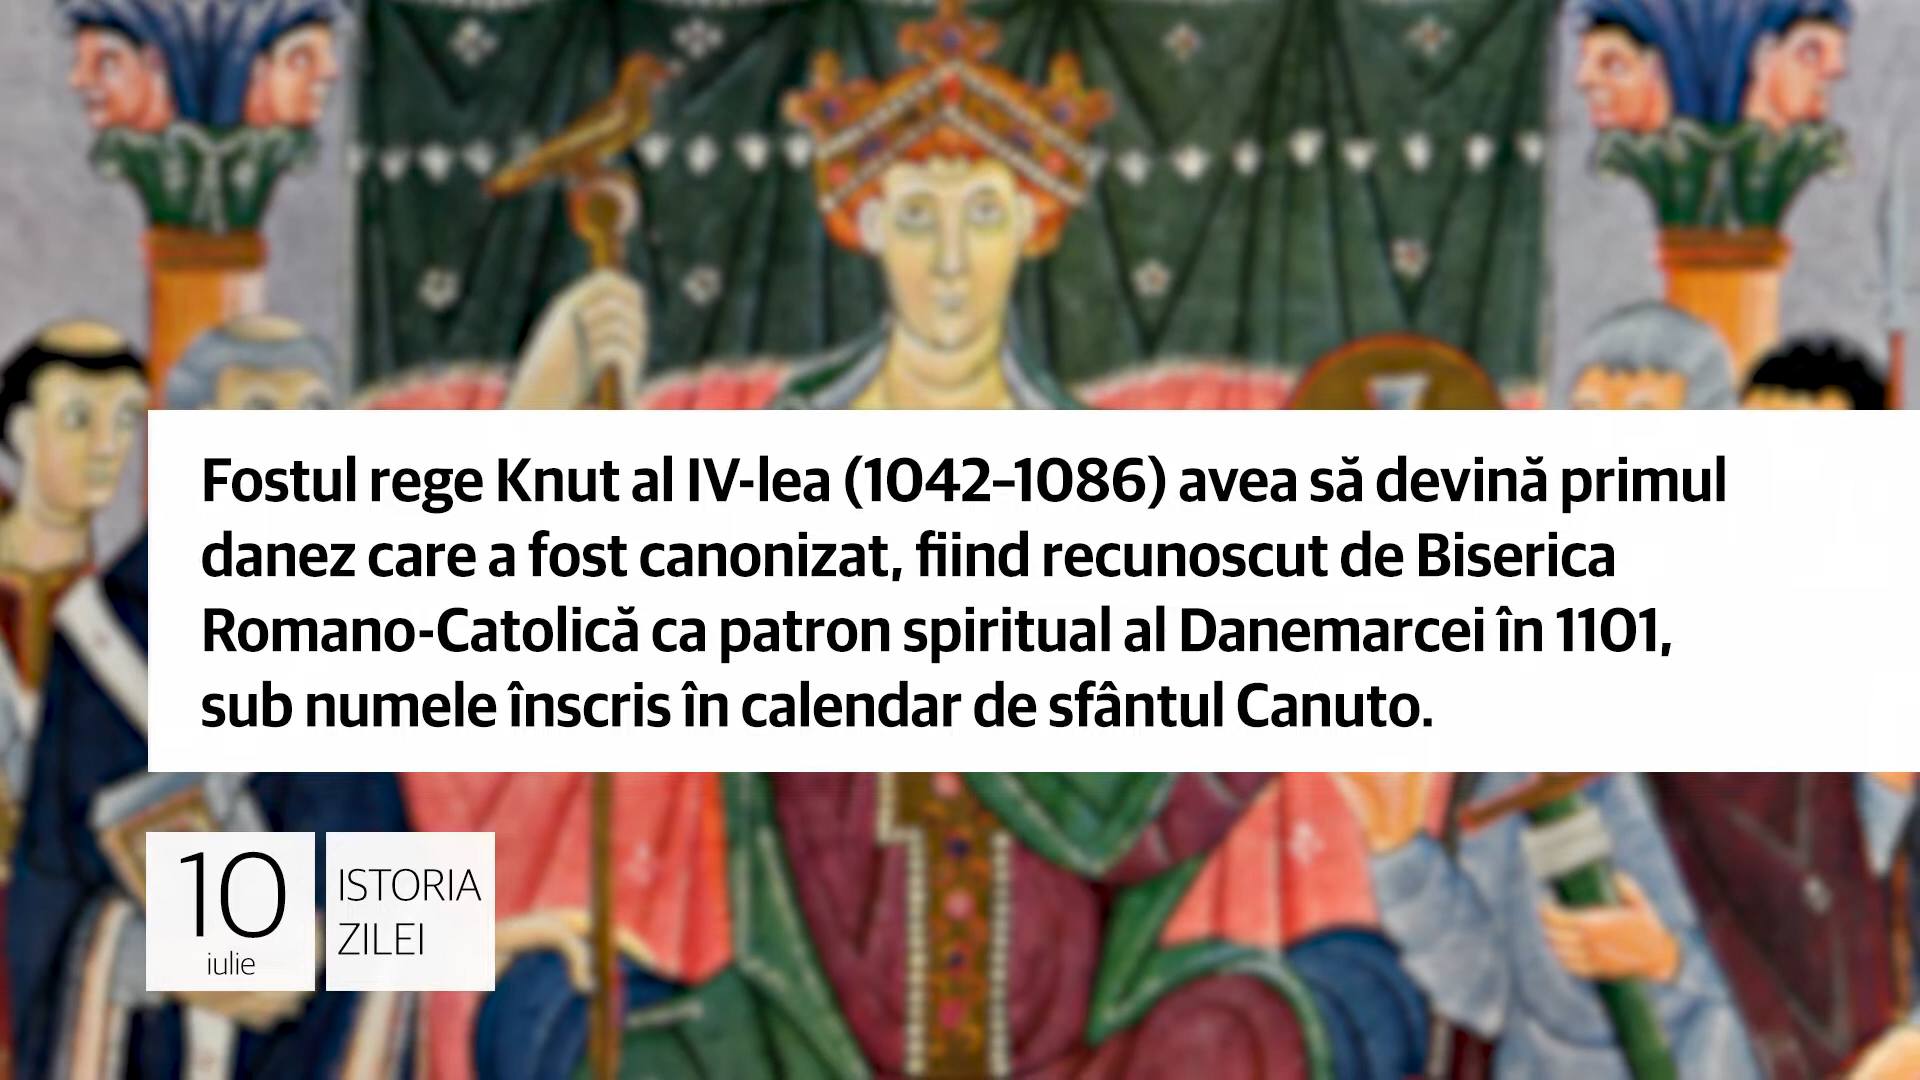 Fostul rege Knut al IV-lea (1042–1086) avea să devină primul
danez care a fost canonizat, fiind recunoscut de Biserica
Romano-Catolică ca patron spiritual al Danemarcei în 1101,
sub numele înscris în calendar de sfântul Canuto.
10
iulie
ISTORIA
ZILEI